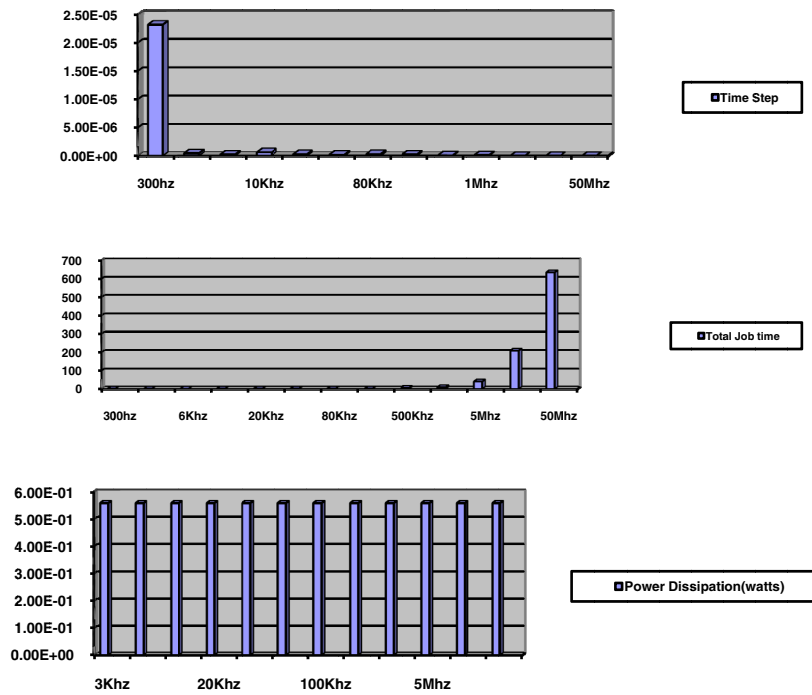 2.50E-05
2.00E-05
1.50E-05
1.00E-05
5.00E-06
0.00E+00
300hz 10Khz 80Khz 1Mhz 50Mhz
Time Step
700
600
500
400
300
200
100
0
300hz 6Khz 20Khz 80Khz 500Khz 5Mhz 50Mhz
Total Job time
6.00E-01
5.00E-01
4.00E-01
3.00E-01
2.00E-01
1.00E-01
0.00E+00
3Khz 20Khz 100Khz 5Mhz
Power Dissipation(watts)